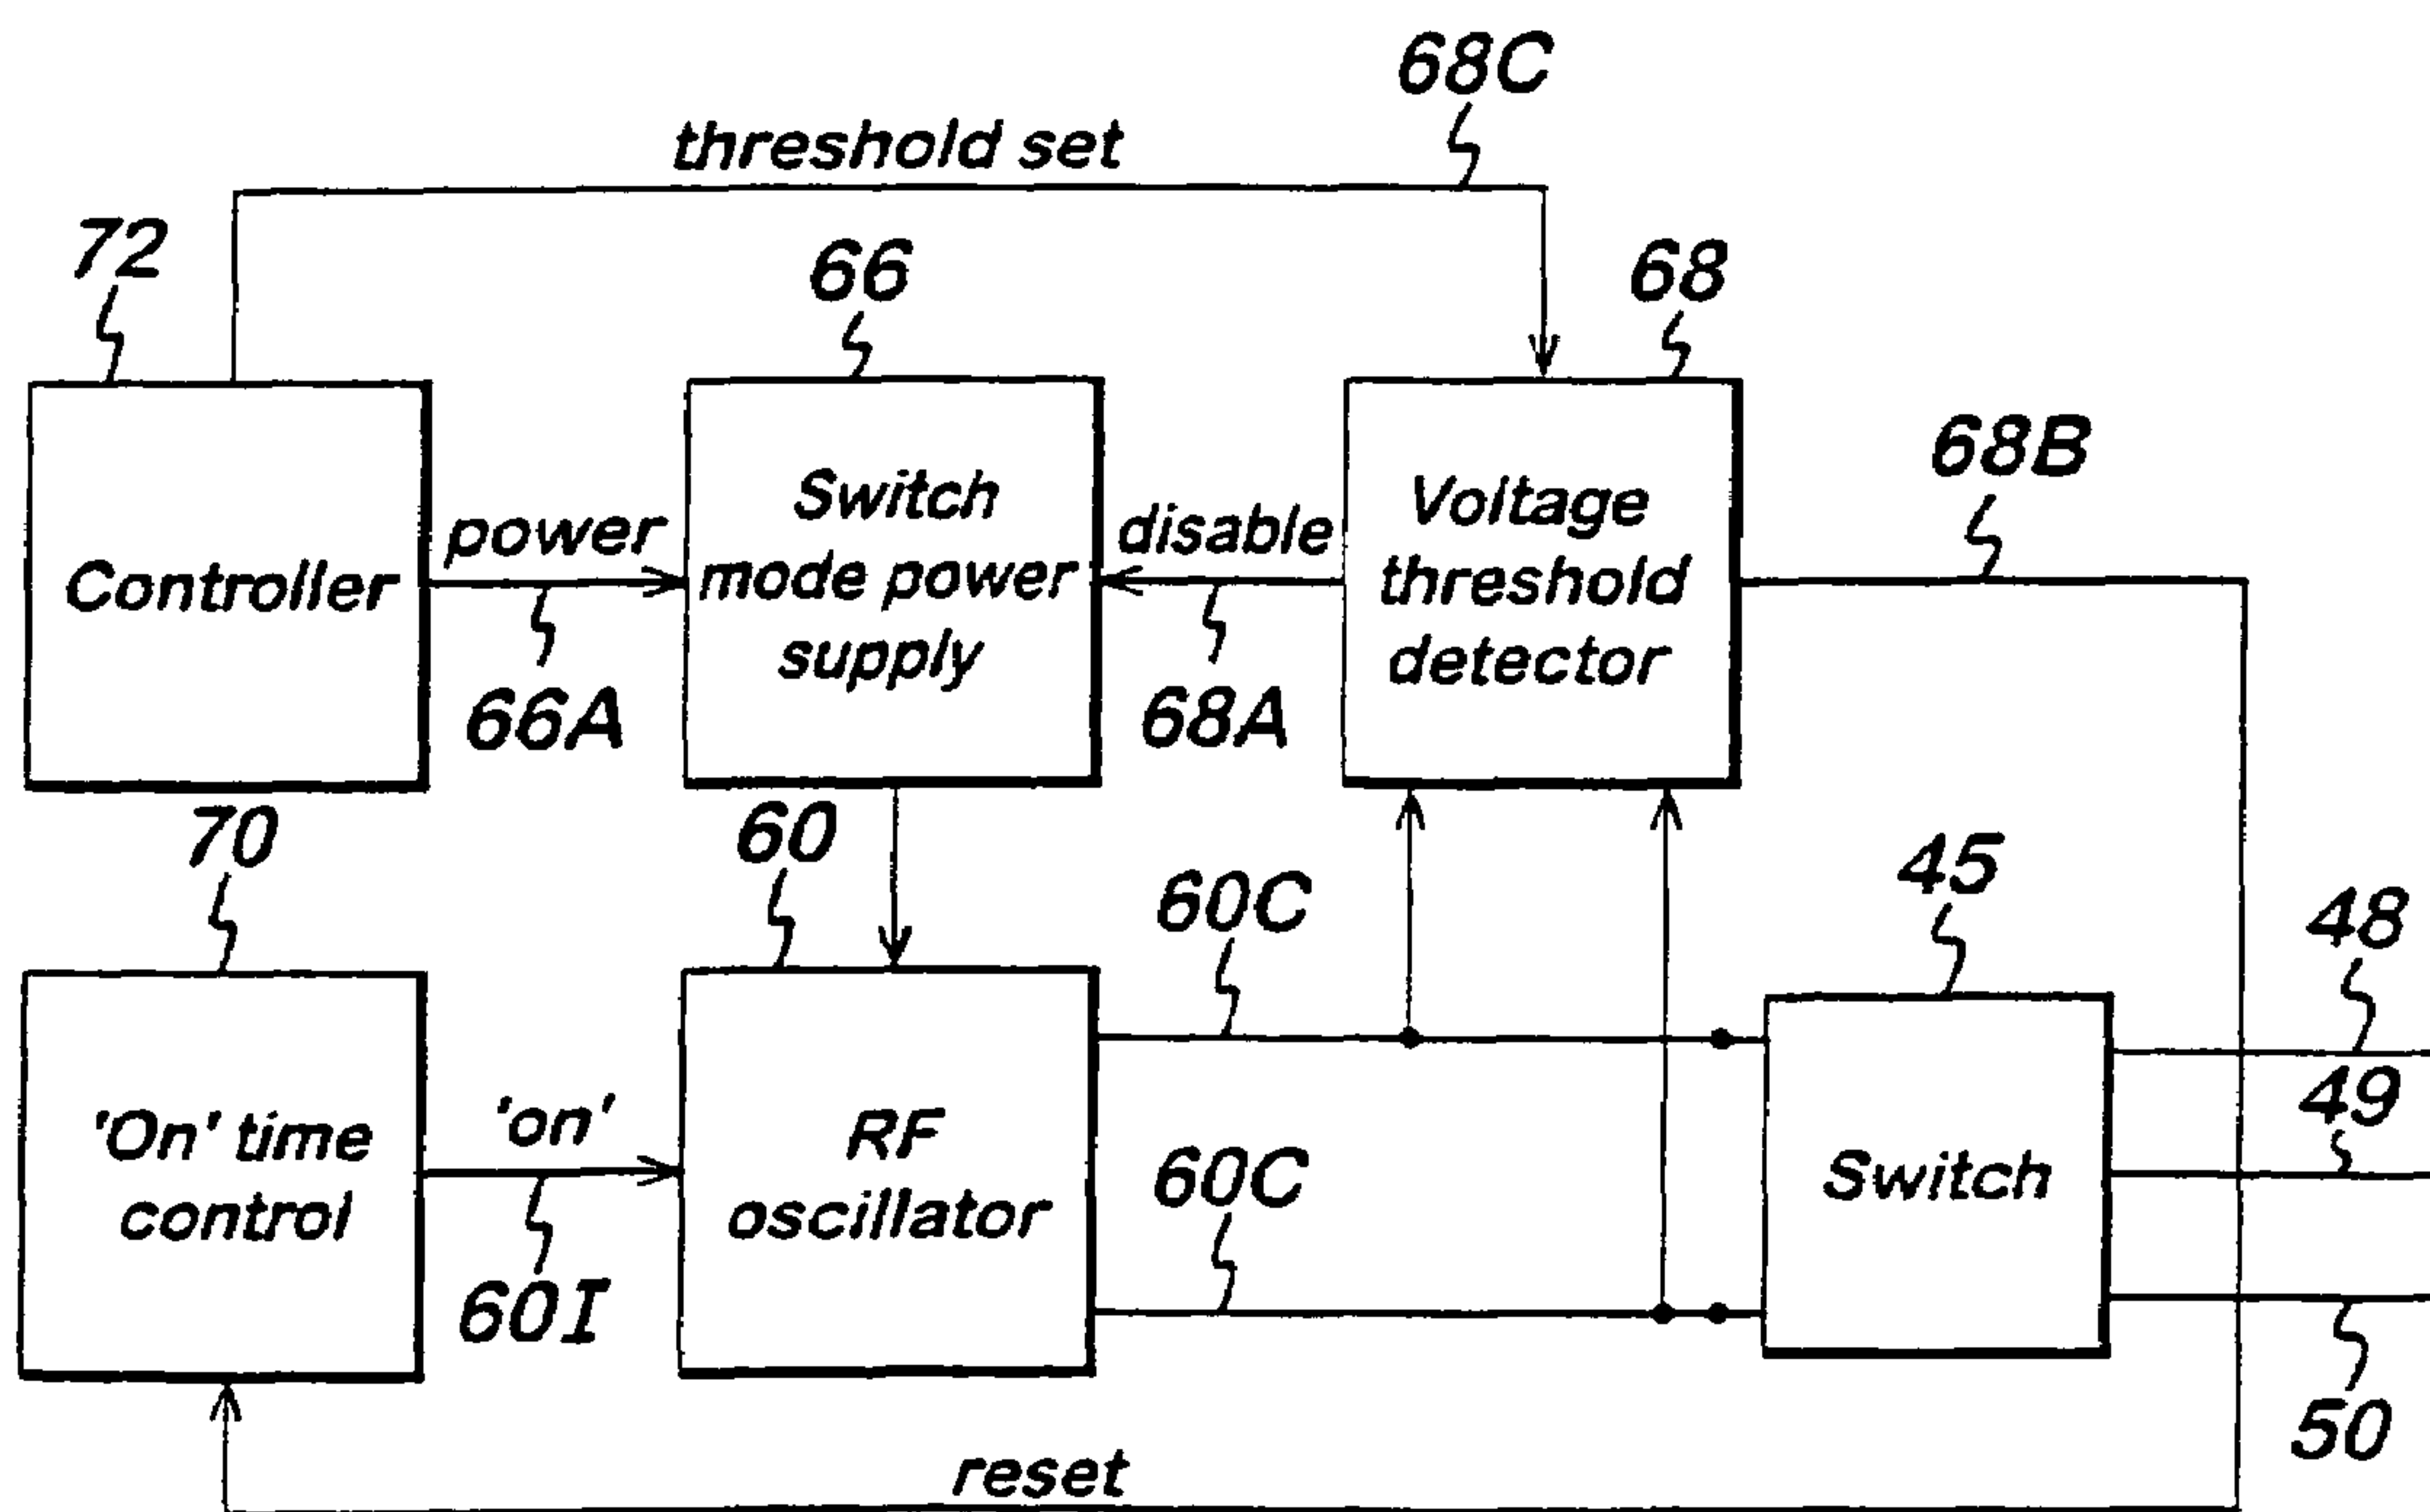 68C
threshold set
72
66
68
68B
Controller
power
66A
Switch
mode power
supply
disable
68A
Voltage
threshold
detector
70
60
60C
45
48
'On' time
control
'on'
60I
RF
oscillator
60C
Switch
49
50
reset